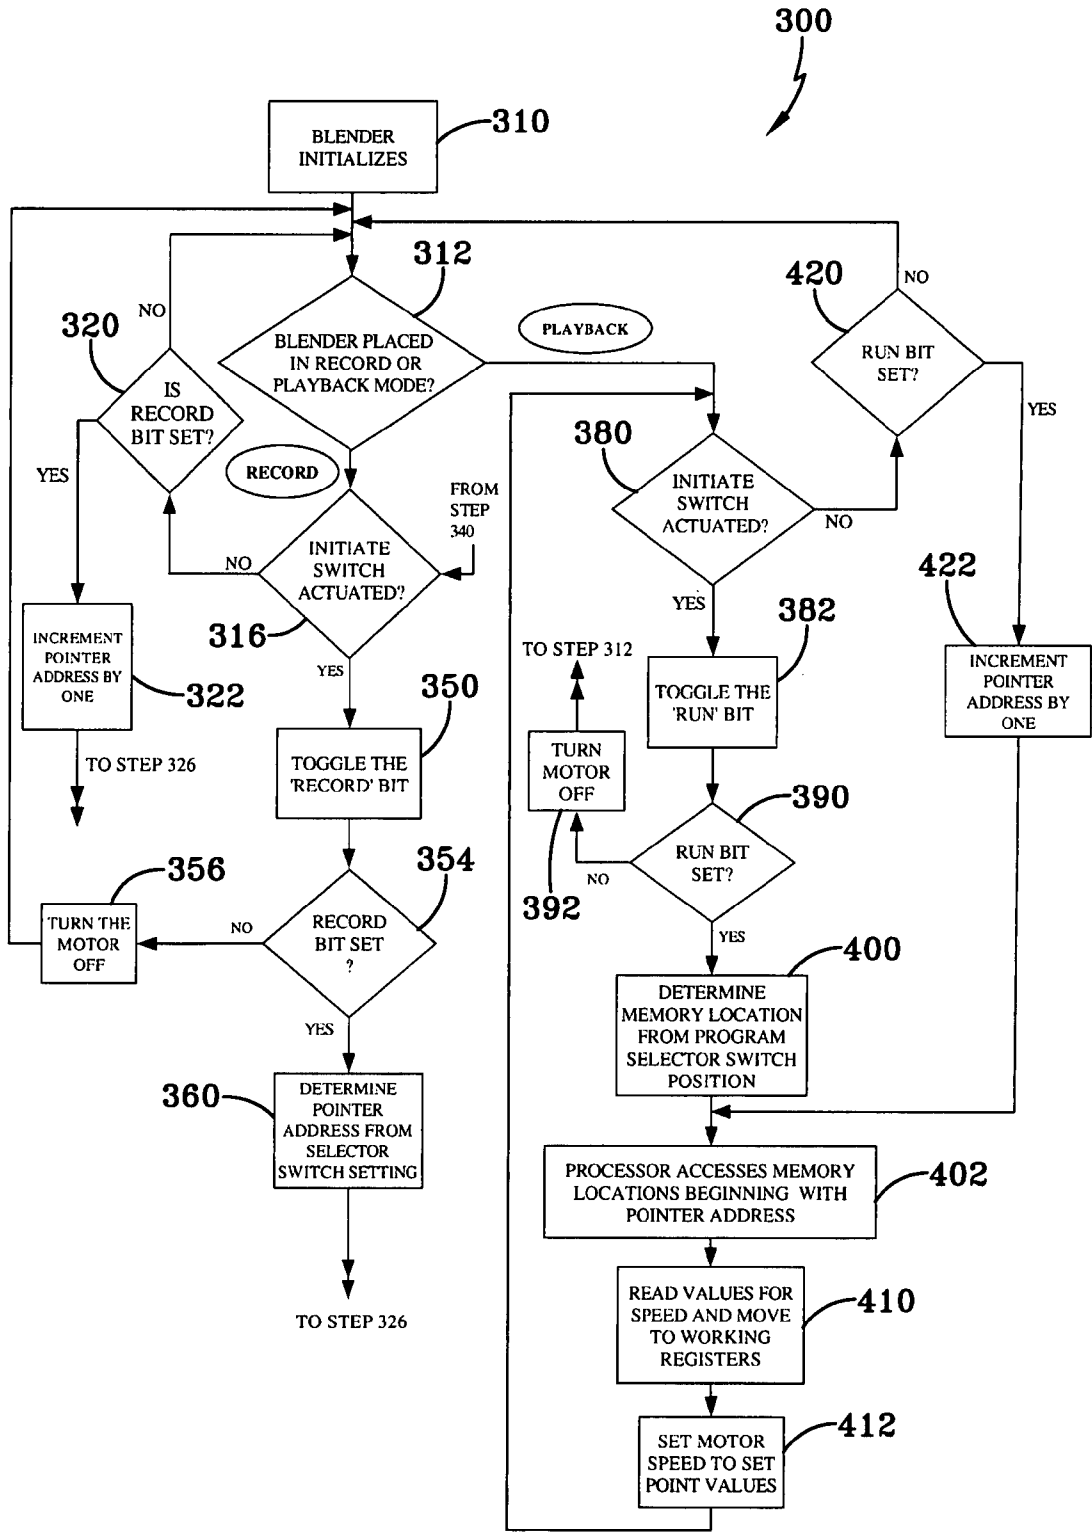 300
BLENDER
INITIALIZES
310
312
BLENDER PLACED
IN RECORD OR
PLAYBACK MODE?
PLAYBACK
RECORD
420
RUN BIT
SET?
NO
YES
320
NO
IS
RECORD
BIT SET?
YES
FROM
STEP
340
INITIATE
SWITCH
ACTUATED?
NO
316
YES
380
INITIATE
SWITCH
ACTUATED?
NO
YES
422
INCREMENT
POINTER
ADDRESS BY
ONE
INCREMENT
POINTER
ADDRESS BY
ONE
322
TO STEP 326
350
TOGGLE THE
'RECORD' BIT
382
TOGGLE THE
'RUN' BIT
TO STEP 312
TURN
MOTOR
OFF
392
390
RUN BIT
SET?
NO
YES
356
TURN THE
MOTOR
OFF
354
RECORD
BIT SET
?
NO
YES
400
DETERMINE
MEMORY LOCATION
FROM PROGRAM
SELECTOR SWITCH
POSITION
360
DETERMINE
POINTER
ADDRESS FROM
SELECTOR
SWITCH SETTING
TO STEP 326
PROCESSOR ACCESSES MEMORY
LOCATIONS BEGINNING WITH
POINTER ADDRESS
402
READ VALUES FOR
SPEED AND MOVE
TO WORKING
REGISTERS
410
SET MOTOR
SPEED TO SET
POINT VALUES
412